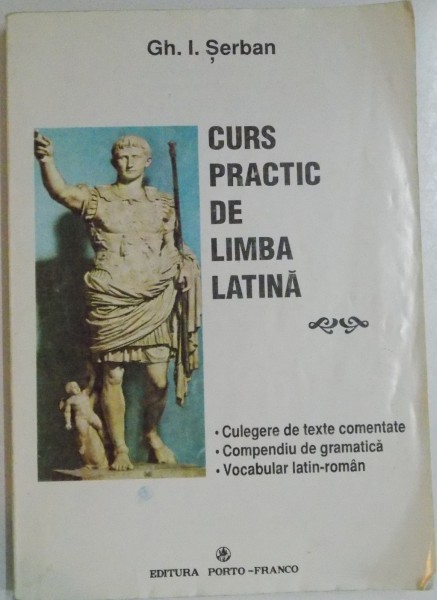 Gh. I. Șerban
CURS
PRACTIC
DE
LIMBA
LATINĂ
• Culegere de texte comentate
• Compendiu de gramatică
• Vocabular latin-român
EDITURA PORTO-FRANCO